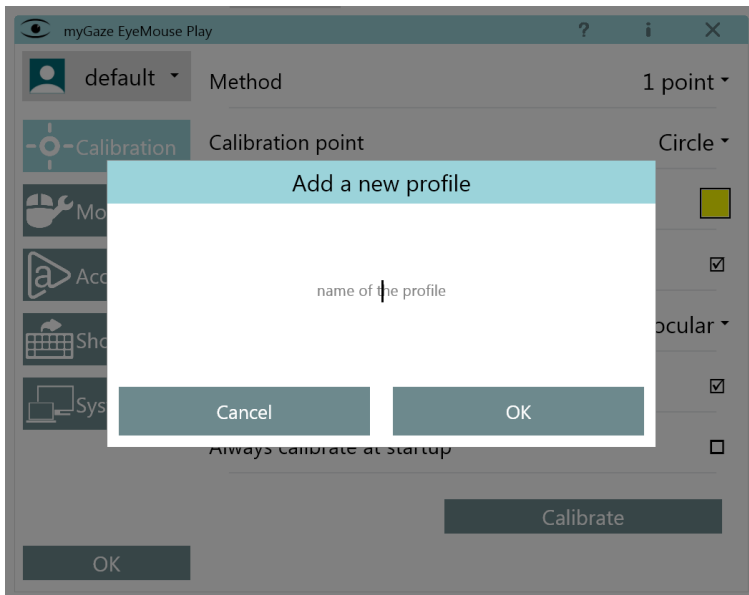 myGaze EyeMouse Play
? i
default
Method
1 point
Calibration
Calibration point
Circle
Add a new profile
name of the profile
Cancel
OK
Always calibrate at startup
Calibrate
OK